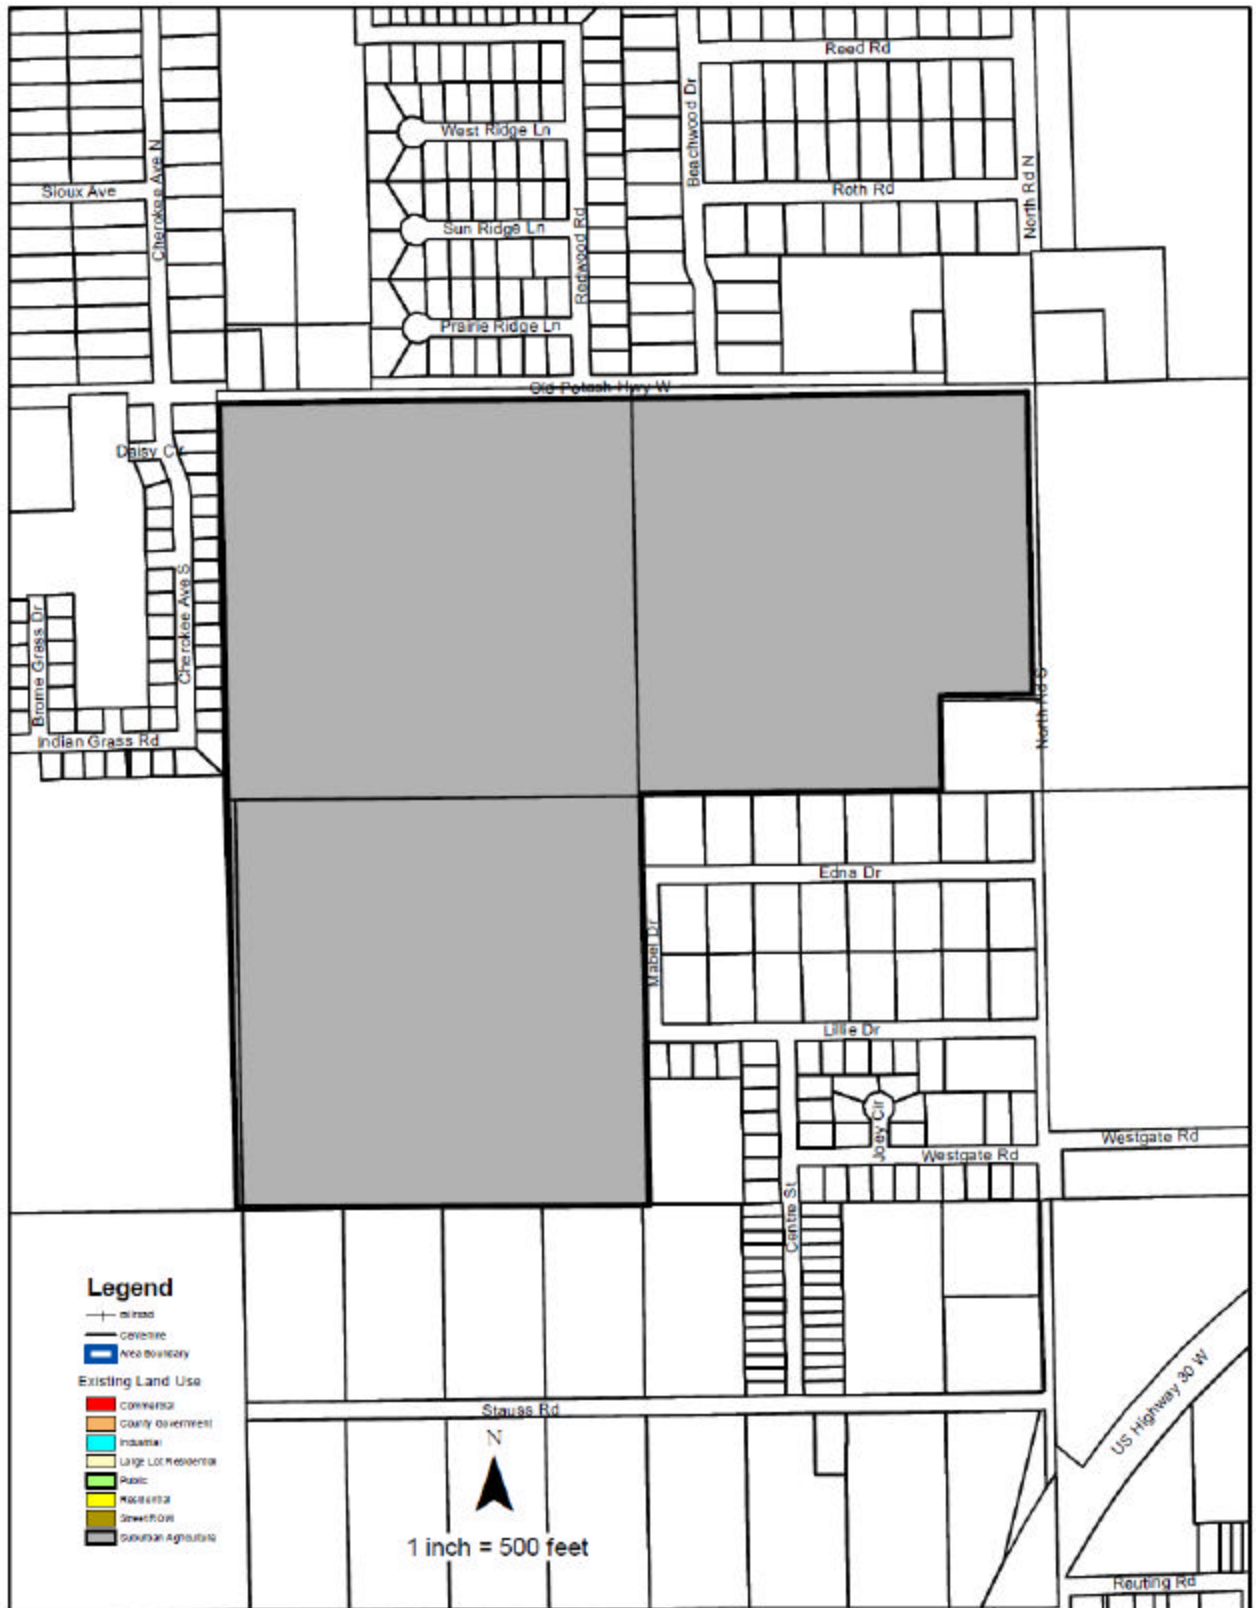 Reed Rd
West Ridge Ln
Beachwood Dr
Cherokee Ave N
Sioux Ave
Roth Rd
North Rd N
Sun Ridge Ln
Redwood Rd
Prairie Ridge Ln
Old Potash Hwy W
Daisy Cir
Cherokee Ave S
Brome Grass Dr
North Rd S
Indian Grass Rd
Edna Dr
Mabel Dr
Lillie Dr
Joey Cir
Westgate Rd
Westgate Rd
Centre St
Legend
Railroad
Centerline
Area Boundary
Existing Land Use
Commercial
County Government
Industrial
Large Lot Residential
Public
Residential
Street ROW
Suburban Agriculture
Stauss Rd
US Highway 30 W
N
1 inch = 500 feet
Reuting Rd